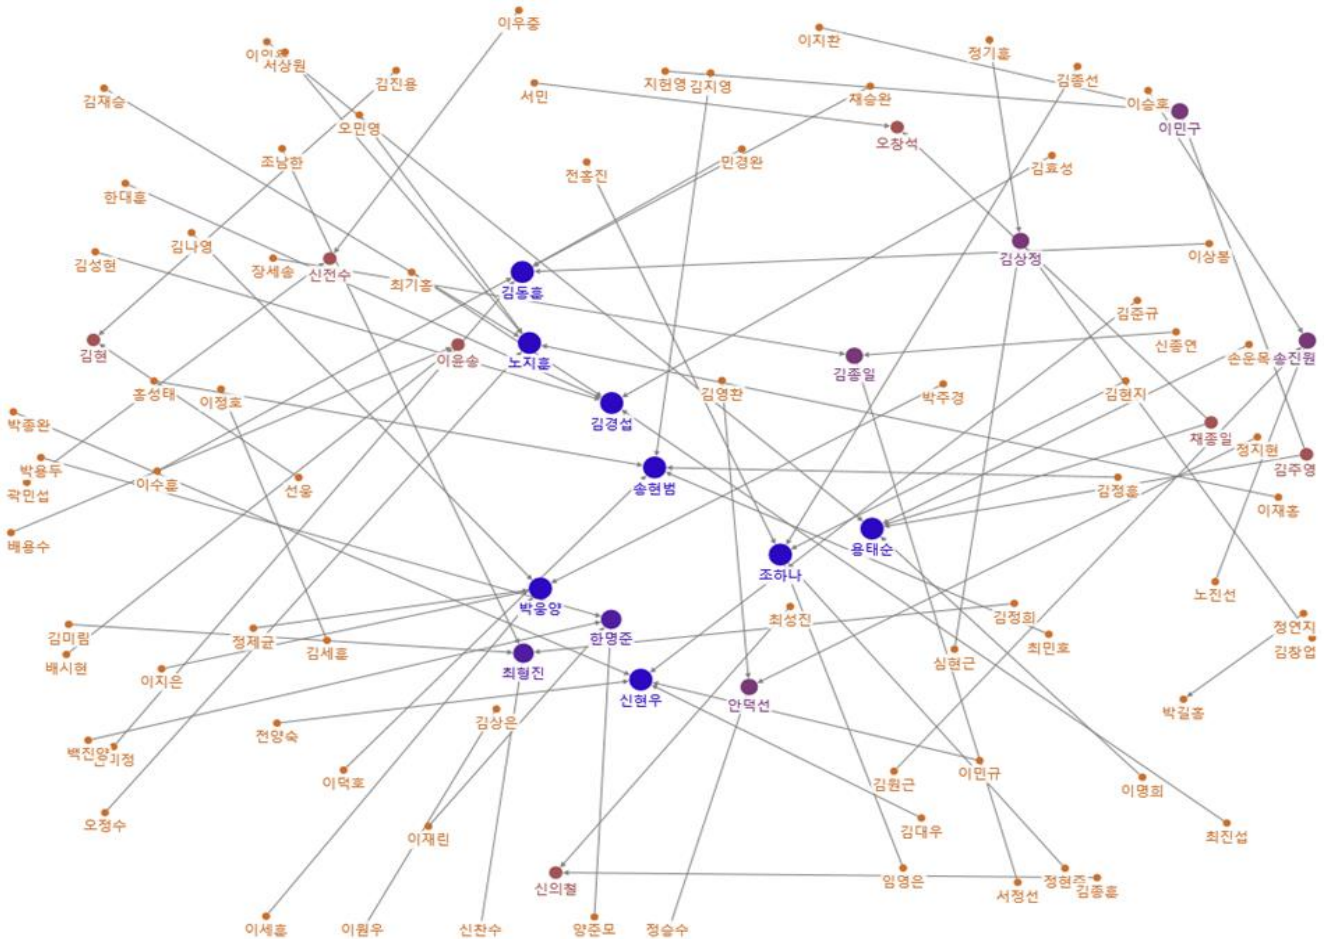 이우중
이지환
정기훈
서상원
김진용
김종선
지헌영
김지영
서민
채승완
이승호
김재승
이민구
오민영
오창석
조남한
민경완
전홍진
김효성
한대훈
김나영
김성현
장세송
신전수
최기홍
김동훈
김상정
이상봉
김준규
김현
이윤송
노지훈
김종일
신종연
손운목
송진원
홍성태
이정호
김영환
박주경
김현지
박종완
김경섭
채종일
정지현
박용두
곽민섭
이수훈
선웅
송현범
김정훈
김주영
이재홍
배용수
용태순
조하나
노진선
박웅양
김미림
정제균
한명준
최성진
김정희
정연지
배시현
김세훈
최민호
김창업
이지은
최형진
신현우
안덕선
심현근
박길홍
전양숙
김상은
백진양
이덕호
김원근
이민규
이명희
오정수
이재린
김대우
최진섭
신의철
임영은
서정선
김종훈
이세훈
이원우
신찬수
양준모
정승수